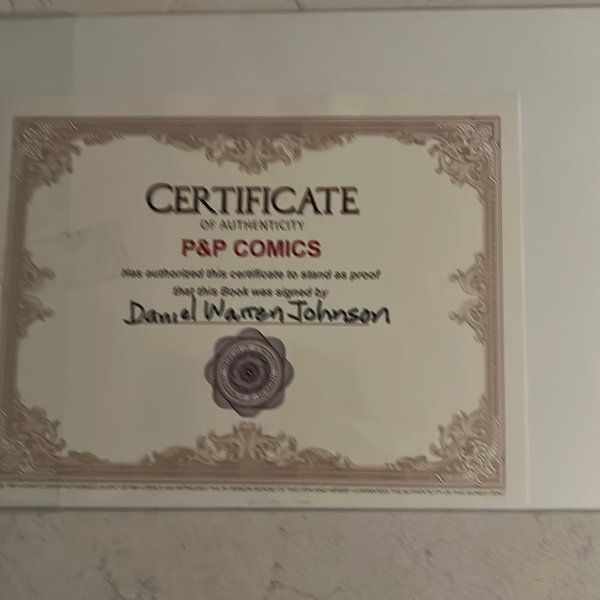 CERTIFICATE
OF AUTHENTICITY
P&P COMICS
Has authorized this certificate to stand as proof
that this Book was signed by
Daniel Warren Johnson